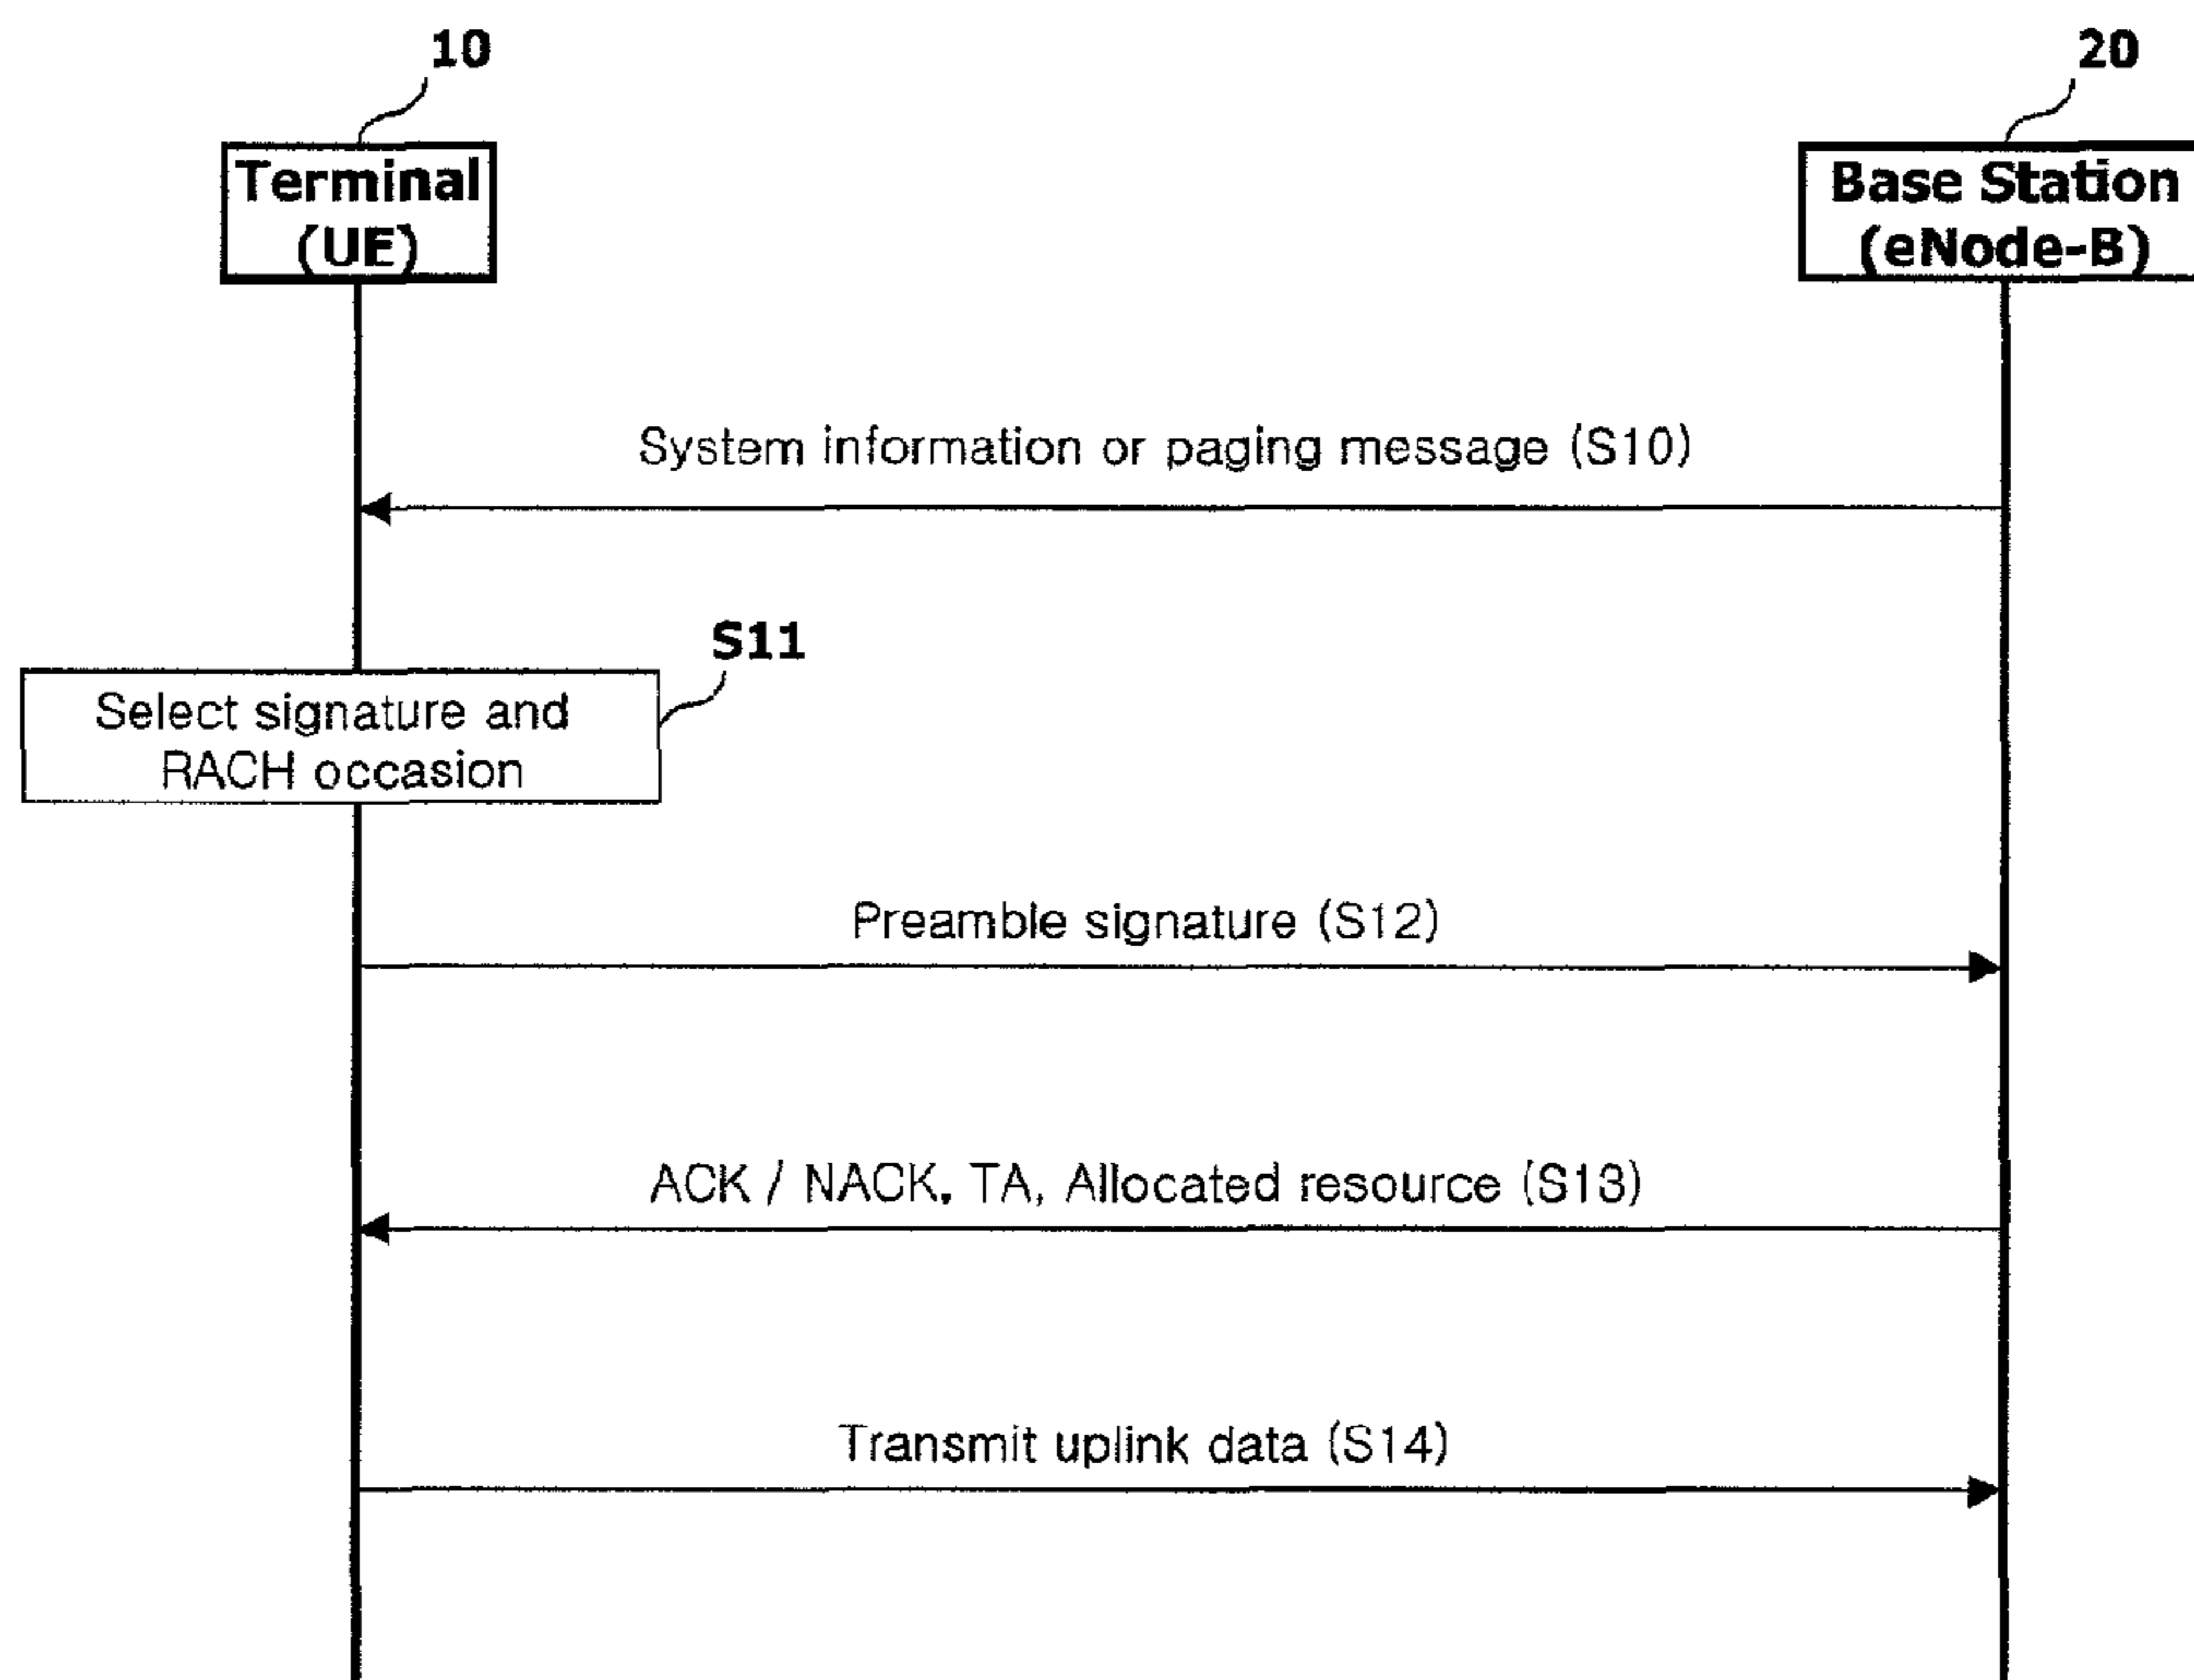 10
20
Terminal
(UE)
Base Station
(eNode-B)
System information or paging message (S10)
S11
Select signature and
RACH occasion
Preamble signature (S12)
ACK / NACK, TA, Allocated resource (S13)
Transmit uplink data (S14)